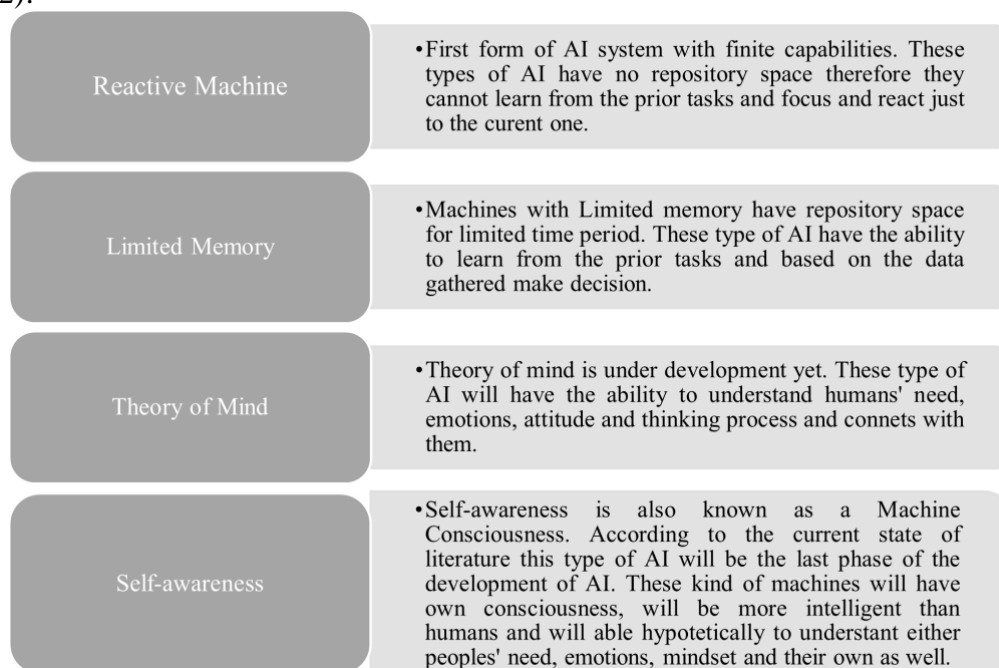 2).
Reactive Machine
•First form of AI system with finite capabilities. These
types of AI have no repository space therefore they
cannot learn from the prior tasks and focus and react just
to the curent one.
Limited Memory
•Machines with Limited memory have repository space
for limited time period. These type of AI have the ability
to learn from the prior tasks and based on the data
gathered make decision.
Theory of Mind
•Theory of mind is under development yet. These type of
AI will have the ability to understand humans' need,
emotions, attitude and thinking process and connets with
them.
Self-awareness
•Self-awareness is also known as a Machine
Consciousness. According to the current state of
literature this type of AI will be the last phase of the
development of AI. These kind of machines will have
own consciousness, will be more intelligent than
humans and will able hypotetically to understant either
peoples' need, emotions, mindset and their own as well.